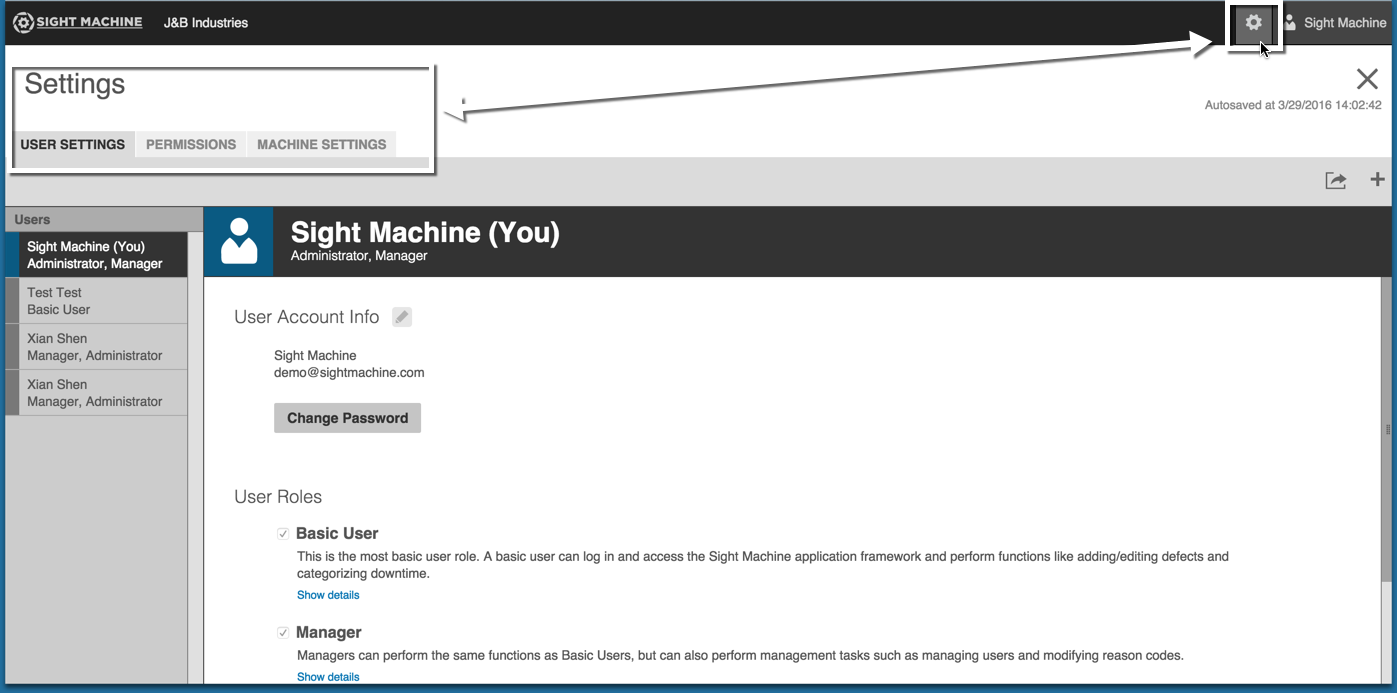 SIGHT MACHINE J&B Industries Sight Machine
Settings
Autosaved at 3/29/2016 14:02:42
USER SETTINGS PERMISSIONS MACHINE SETTINGS
Users
Sight Machine (You)
Administrator, Manager
Test Test
Basic User
Xian Shen
Manager, Administrator
Xian Shen
Manager, Administrator
Sight Machine (You)
Administrator, Manager
User Account Info
Sight Machine
demo@sightmachine.com
Change Password
User Roles
Basic User
This is the most basic user role. A basic user can log in and access the Sight Machine application framework and perform functions like adding/editing defects and
categorizing downtime.
Show details
Manager
Managers can perform the same functions as Basic Users, but can also perform management tasks such as managing users and modifying reason codes.
Show details